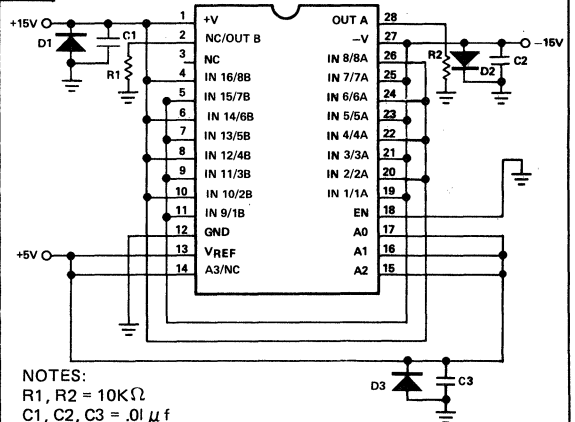 +15V
D1
C1
R1
1 +V
2 NC/OUT B
3 NC
4 IN 16/8B
5 IN 15/7B
6 IN 14/6B
7 IN 13/5B
8 IN 12/4B
9 IN 11/3B
10 IN 10/2B
11 IN 9/1B
12 GND
13 VREF
14 A3/NC
+5V
OUT A 28
-V 27
IN 8/8A 26
IN 7/7A 25
IN 6/6A 24
IN 5/5A 23
IN 4/4A 22
IN 3/3A 21
IN 2/2A 20
IN 1/1A 19
EN 18
A0 17
A1 16
A2 15
R2
D2
C2
-15V
D3
C3
NOTES:
R1, R2 = 10KΩ
C1, C2, C3 = .01 μf